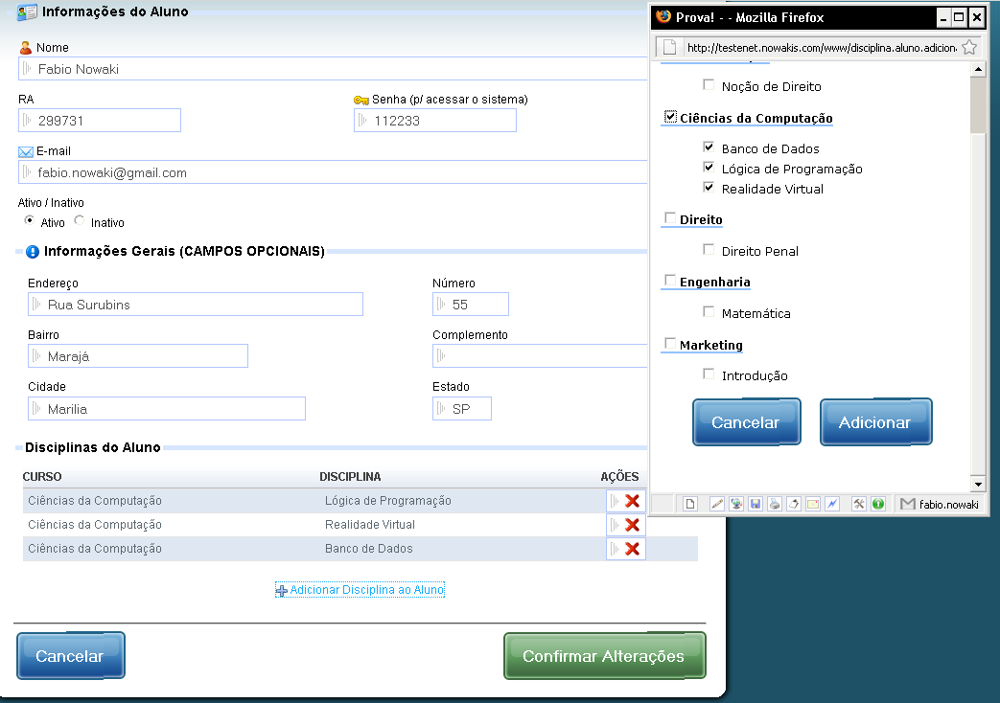 Informações do Aluno
Nome
Fabio Nowaki
RA
Senha (p/ acessar o sistema)
299731
112233
E-mail
fabio.nowaki@gmail.com
Ativo / Inativo
Ativo
Inativo
Informações Gerais (CAMPOS OPCIONAIS)
Endereço
Número
Rua Surubins
55
Bairro
Complemento
Marajá
Cidade
Estado
Marilia
SP
Disciplinas do Aluno
CURSO
DISCIPLINA
AÇÕES
Ciências da Computação
Lógica de Programação
Ciências da Computação
Realidade Virtual
Ciências da Computação
Banco de Dados
Adicionar Disciplina ao Aluno
Cancelar
Confirmar Alterações
Prova! - - Mozilla Firefox
http://testenet.nowakis.com/www/disciplina.aluno.adicion
Noção de Direito
Ciências da Computação
Banco de Dados
Lógica de Programação
Realidade Virtual
Direito
Direito Penal
Engenharia
Matemática
Marketing
Introdução
Cancelar
Adicionar
fabio.nowaki